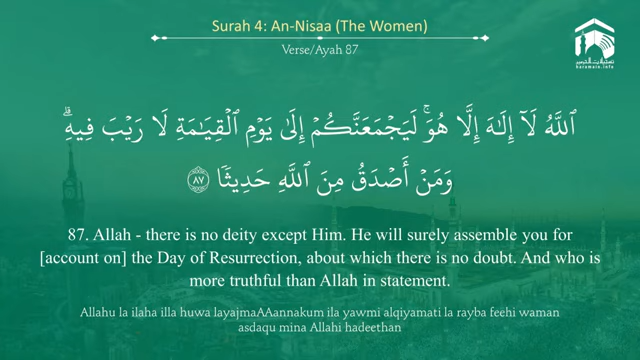 Surah 4: An-Nisaa (The Women)
Verse/Ayah 87
haramain.info
ٱللَّهُ لَآ إِلَـٰهَ إِلَّا هُوَ ۚ لَيَجْمَعَنَّكُمْ إِلَىٰ يَوْمِ ٱلْقِيَـٰمَةِ لَا رَيْبَ فِيهِ ۗ
وَمَنْ أَصْدَقُ مِنَ ٱللَّهِ حَدِيثًا ٨٧
87. Allah - there is no deity except Him. He will surely assemble you for
[account on] the Day of Resurrection, about which there is no doubt. And who is
more truthful than Allah in statement.
Allahu la ilaha illa huwa layajmaAAannakum ila yawmi alqiyamati la rayba feehi waman
asdaqu mina Allahi hadeethan